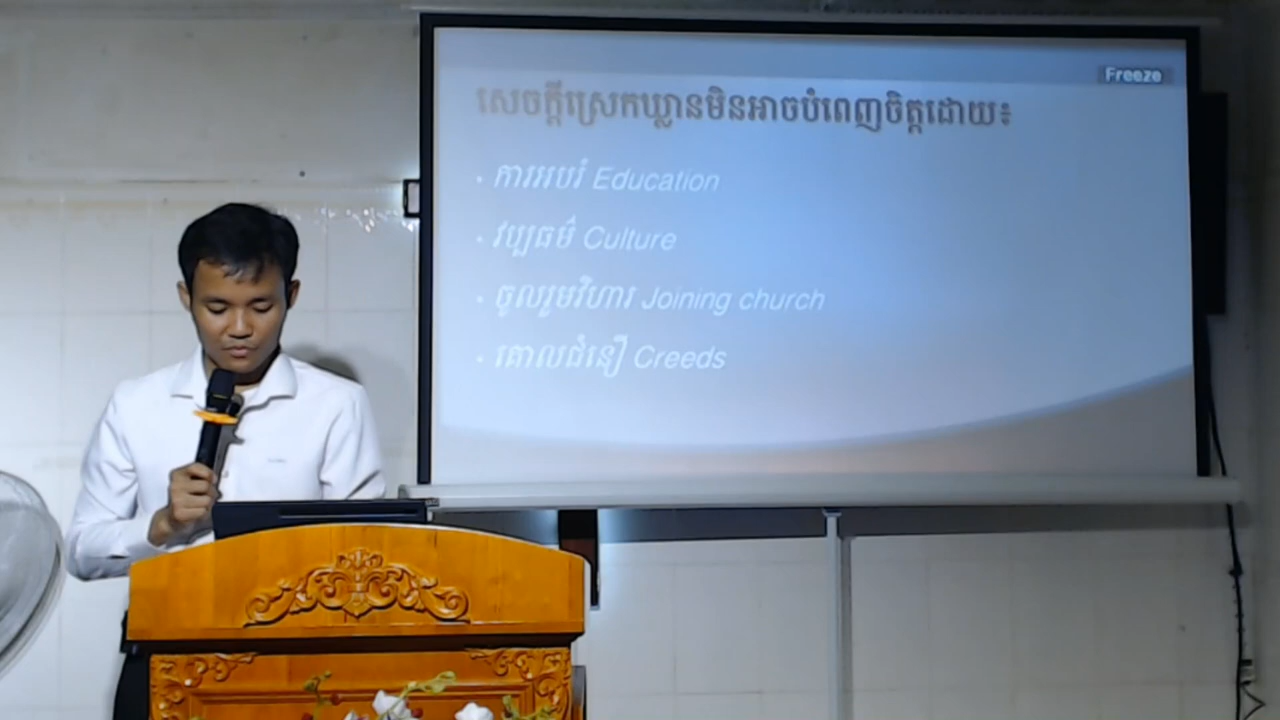 Freeze
សេចក្ដីស្រេកឃ្លានមិនអាចបំពេញចិត្តដោយ៖
• ការអបរំ Education
• វប្បធម៌ Culture
• ចូលរួមវិហារ Joining church
• គោលជំនឿ Creeds